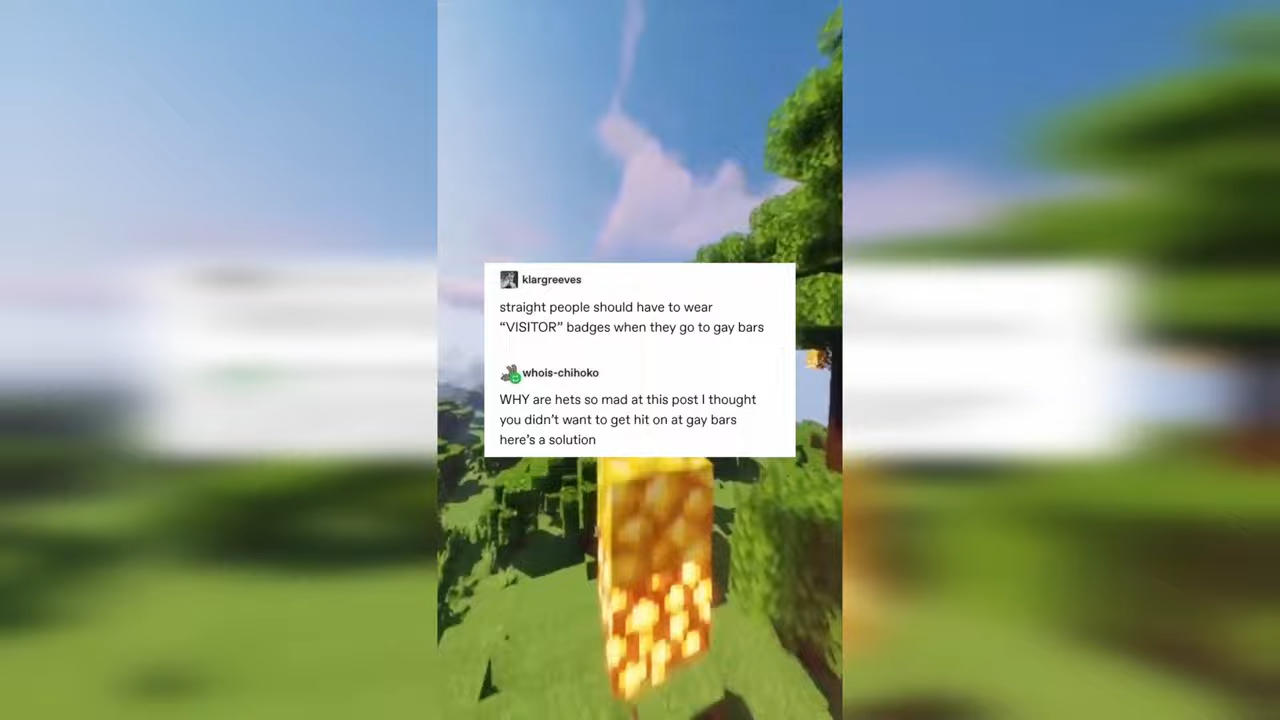 klargreeves
straight people should have to wear
“VISITOR” badges when they go to gay bars
whois-chihoko
WHY are hets so mad at this post I thought
you didn’t want to get hit on at gay bars
here’s a solution